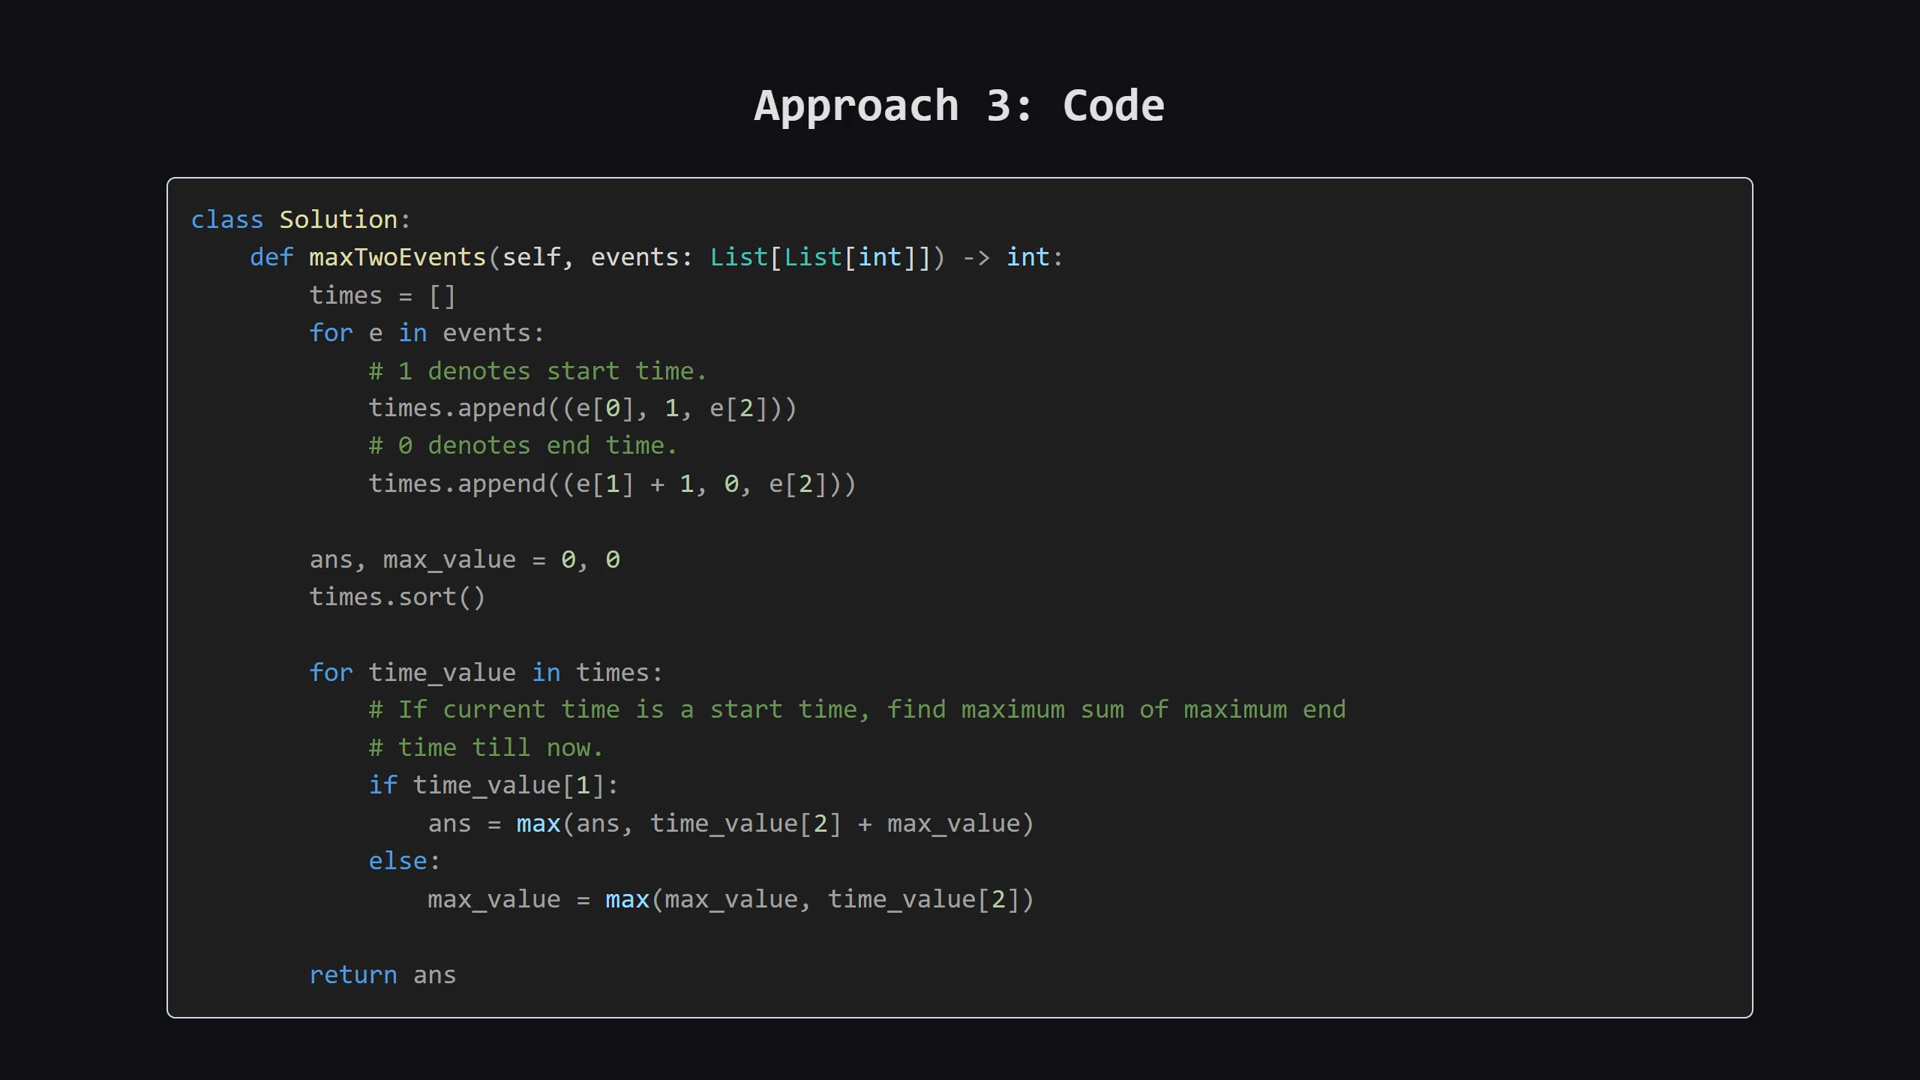 Approach 3: Code
class Solution:
    def maxTwoEvents(self, events: List[List[int]]) -> int:
        times = []
        for e in events:
            # 1 denotes start time.
            times.append((e[0], 1, e[2]))
            # 0 denotes end time.
            times.append((e[1] + 1, 0, e[2]))

        ans, max_value = 0, 0
        times.sort()

        for time_value in times:
            # If current time is a start time, find maximum sum of maximum end
            # time till now.
            if time_value[1]:
                ans = max(ans, time_value[2] + max_value)
            else:
                max_value = max(max_value, time_value[2])

        return ans